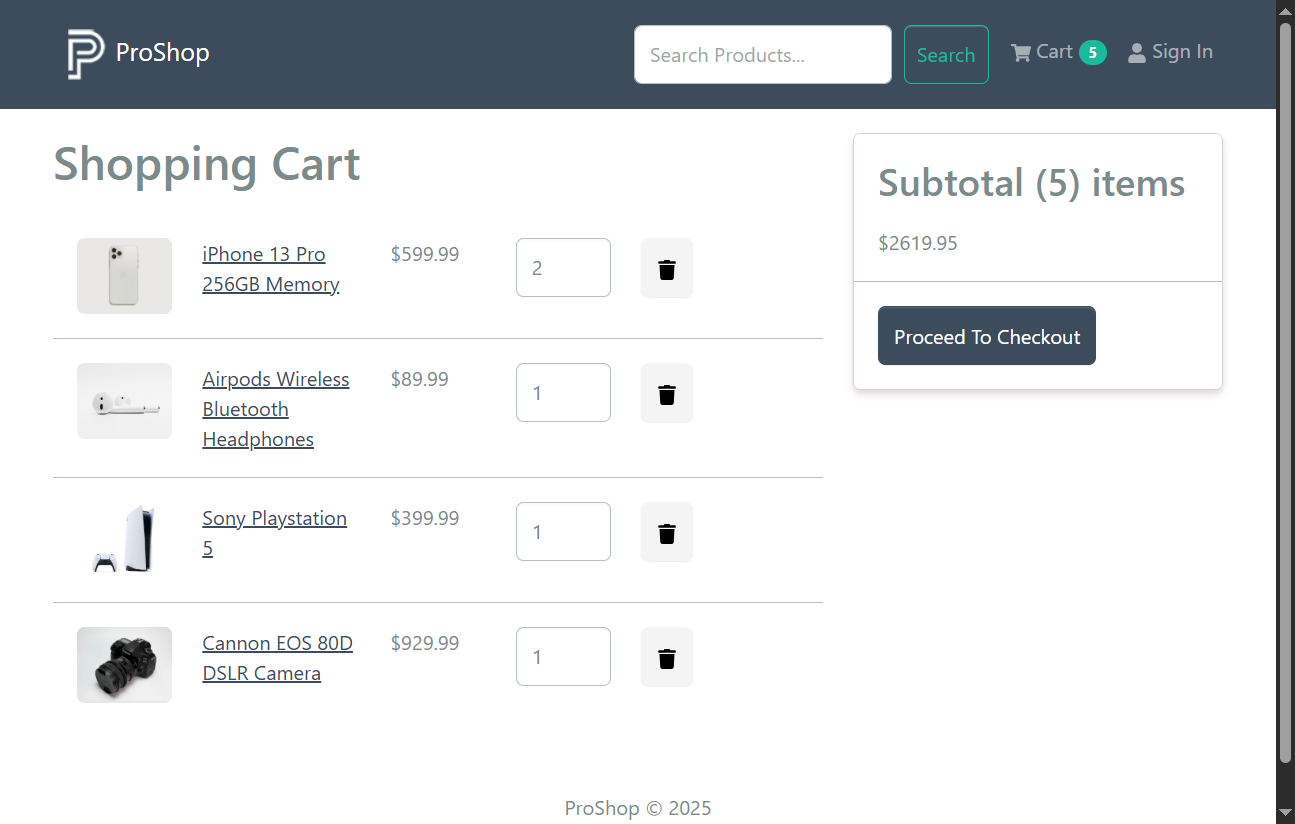 ProShop
Search Products...
Search
Cart 5
Sign In
Shopping Cart
iPhone 13 Pro
256GB Memory
$599.99
2
Airpods Wireless
Bluetooth
Headphones
$89.99
1
Sony Playstation
5
$399.99
1
Cannon EOS 80D
DSLR Camera
$929.99
1
Subtotal (5) items
$2619.95
Proceed To Checkout
ProShop © 2025